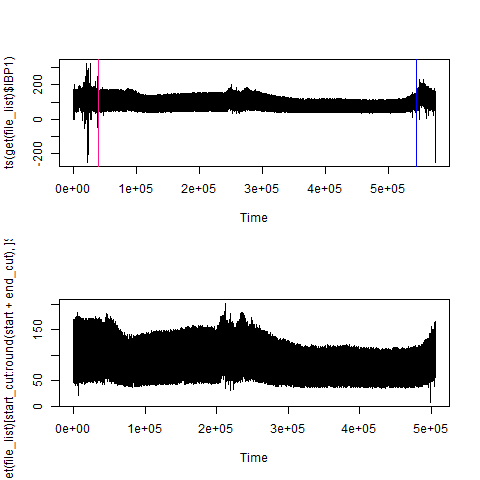 ts(get(file_list)$IBP1)
200
0
-200
0e+00 1e+05 2e+05 3e+05 4e+05 5e+05
Time
et(file_list)[start_cut:round(start + end_cut), ]$
150
50
0
0e+00 1e+05 2e+05 3e+05 4e+05 5e+05
Time